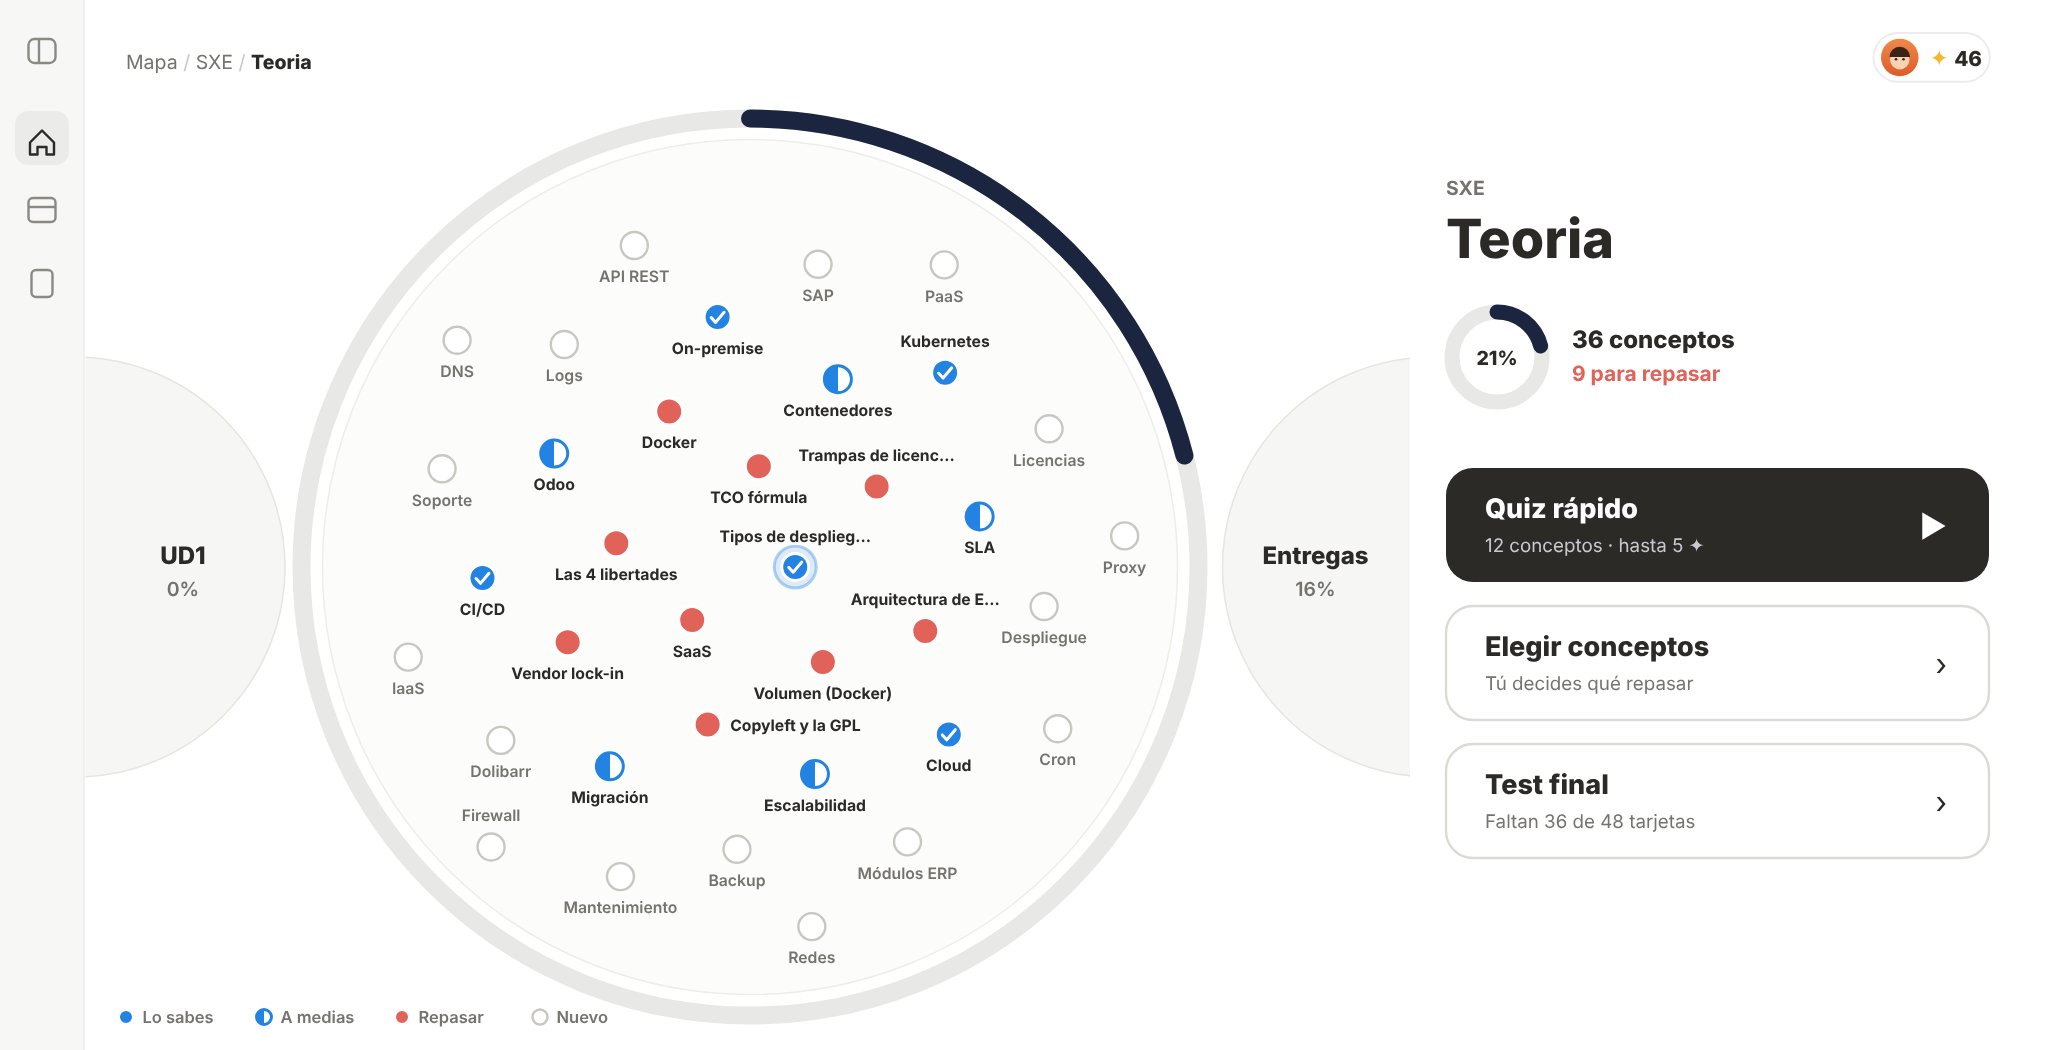 Mapa / SXE / Teoria
✦ 46
API REST
SAP
PaaS
On-premise
Kubernetes
DNS
Logs
Contenedores
Docker
Licencias
Trampas de licenc...
Odoo
Soporte
TCO fórmula
Tipos de desplieg...
SLA
Las 4 libertades
Proxy
CI/CD
Arquitectura de E...
Despliegue
SaaS
Vendor lock-in
IaaS
Volumen (Docker)
Copyleft y la GPL
Dolibarr
Cloud
Cron
Migración
Escalabilidad
Firewall
Backup
Módulos ERP
Mantenimiento
Redes
UD1
0%
Entregas
16%
SXE
Teoria
21%
36 conceptos
9 para repasar
Quiz rápido
12 conceptos · hasta 5 ✦
Elegir conceptos
Tú decides qué repasar
Test final
Faltan 36 de 48 tarjetas
Lo sabes
A medias
Repasar
Nuevo